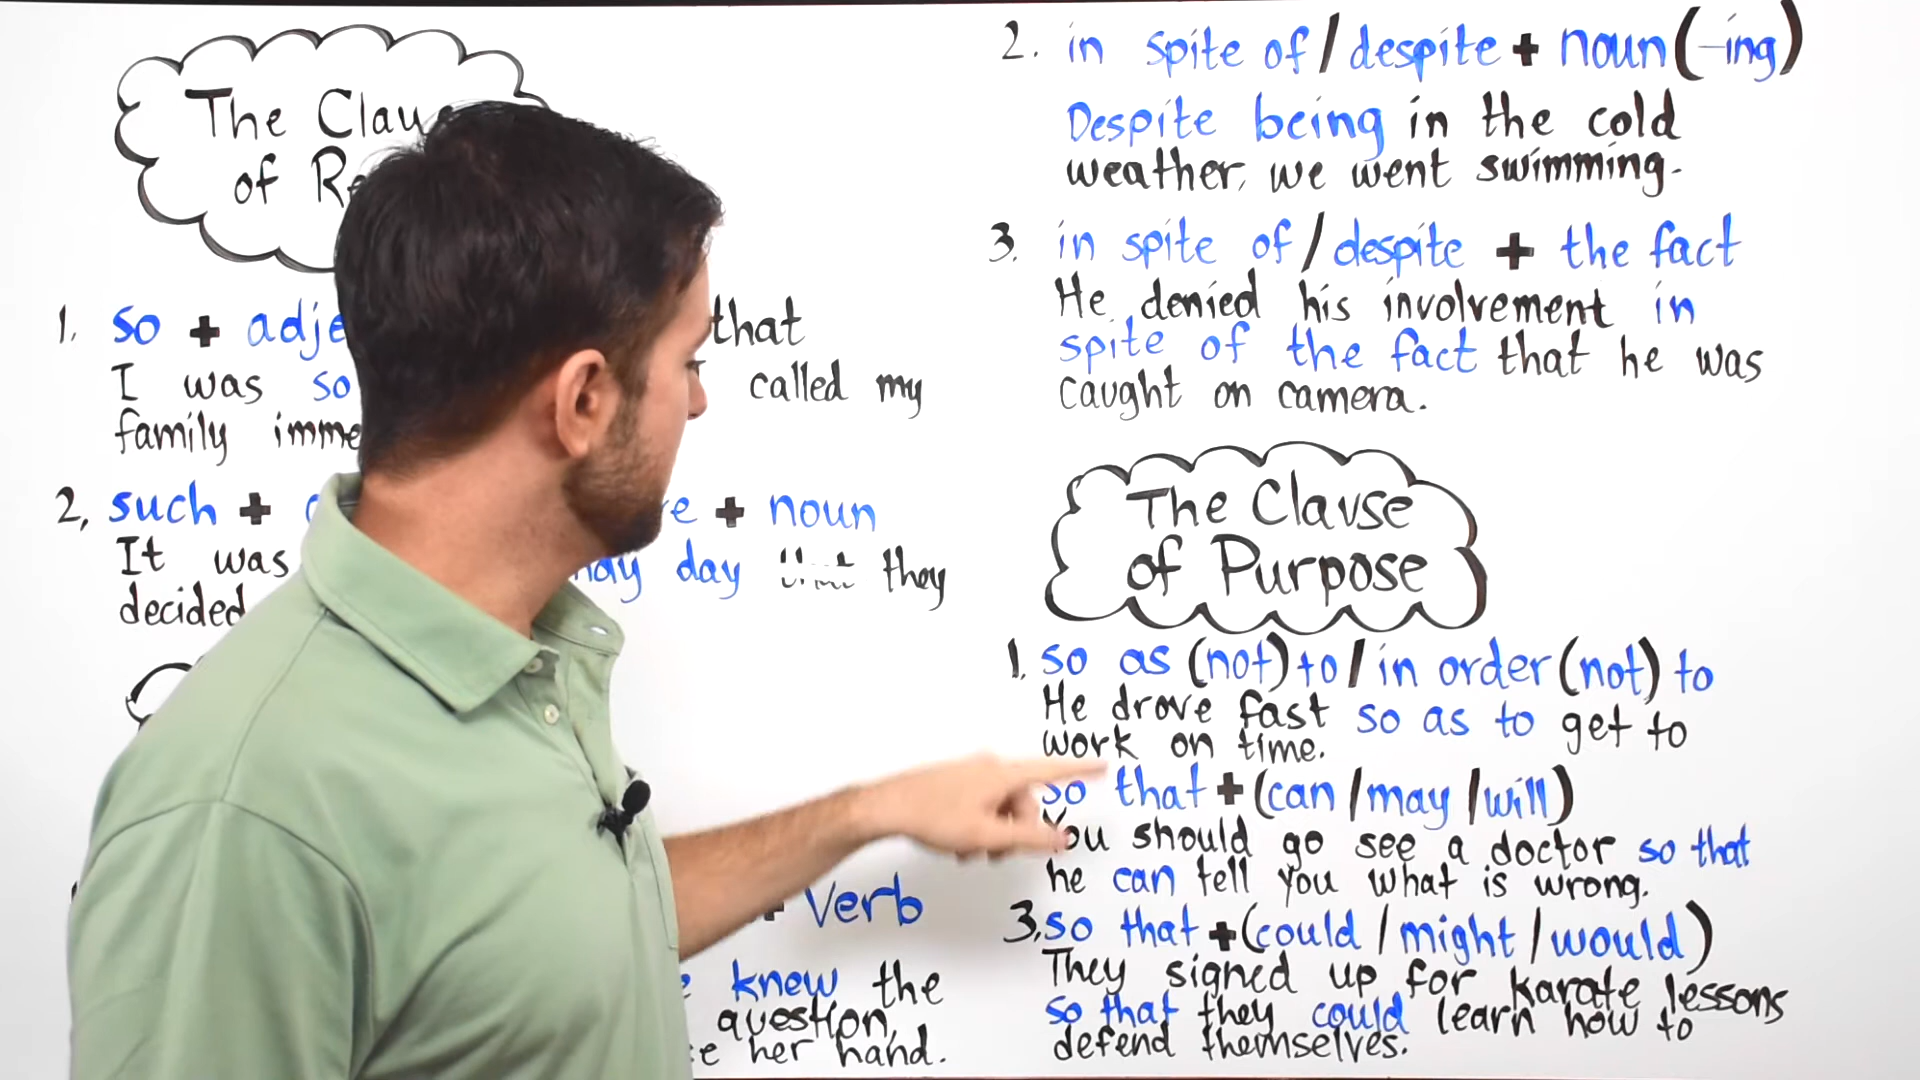 The
of
1. so + that
I was so called my
family
2, such + + noun
It was day they
decided
+ Verb
knew the
question,
her hand.
2. in spite of / despite + noun (-ing)
Despite being in the cold
weather, we went swimming.
3. in spite of / despite + the fact
He denied his involvement in
spite of the fact that he was
caught on camera.
The Clause
of Purpose
1. so as (not) to / in order (not) to
He drove fast so as to get to
work on time.
so that + (can / may / will)
You should go see a doctor so that
he can tell you what is wrong.
3. so that + (could / might / would)
They signed up for karate lessons
so that they could learn how to
defend themselves.